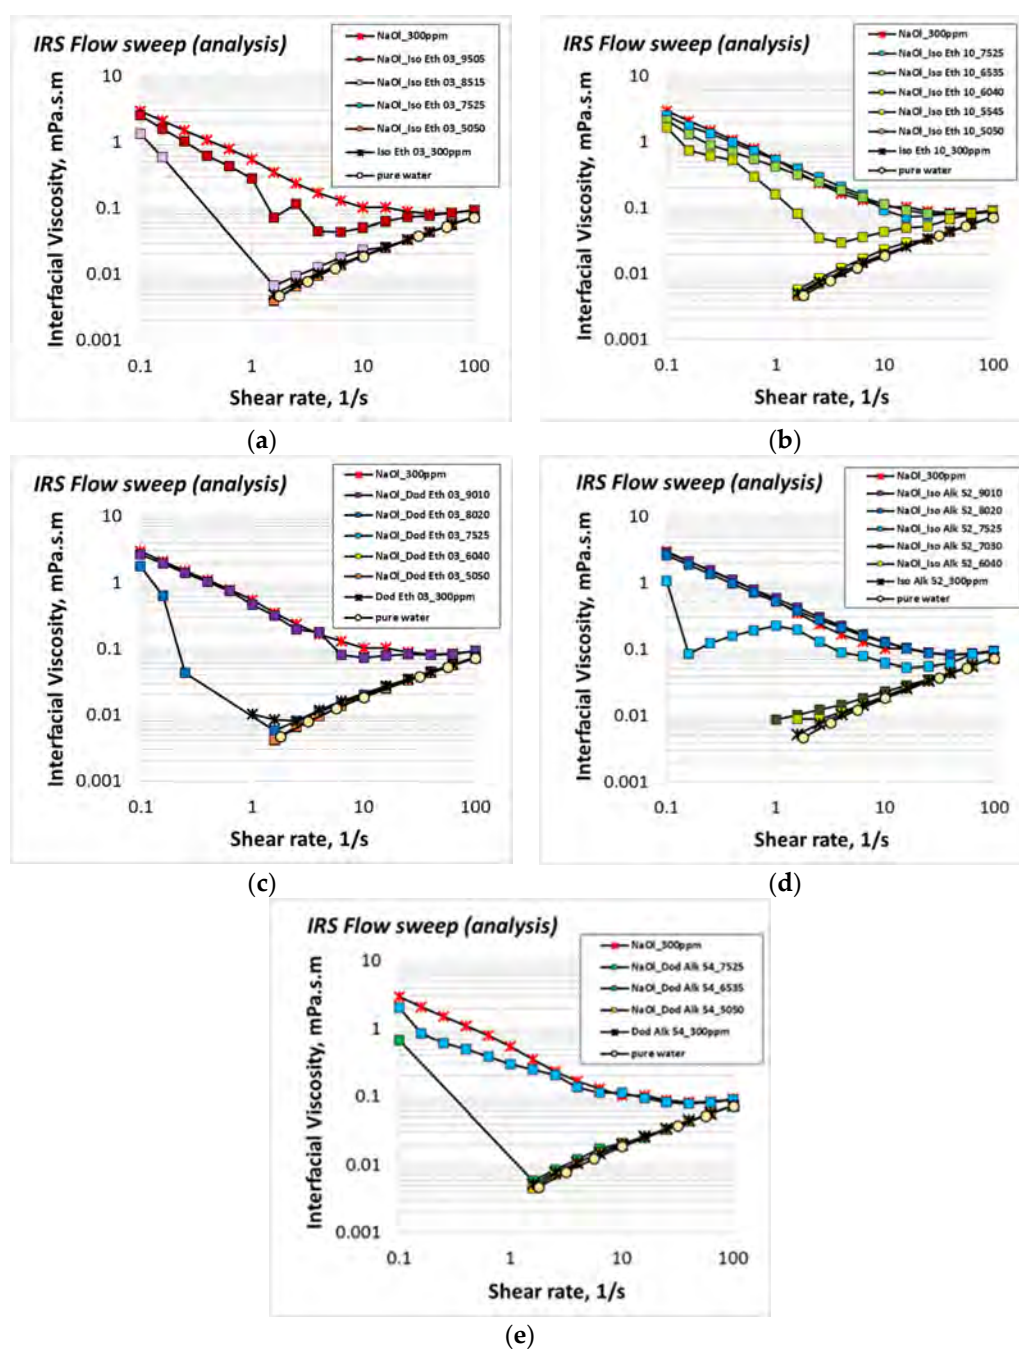 IRS Flow sweep (analysis)
NaOl_300ppm
NaOl_Iso Eth 03_9505
NaOl_Iso Eth 03_8515
NaOl_Iso Eth 03_7525
NaOl_Iso Eth 03_5050
Iso Eth 03_300ppm
pure water
10
1
0.1
0.01
0.001
Interfacial Viscosity, mPa.s.m
0.1 1 10 100
Shear rate, 1/s
(a)
IRS Flow sweep (analysis)
NaOl_300ppm
NaOl_Iso Eth 10_7525
NaOl_Iso Eth 10_6535
NaOl_Iso Eth 10_6040
NaOl_Iso Eth 10_5545
NaOl_Iso Eth 10_5050
Iso Eth 10_300ppm
pure water
10
1
0.1
0.01
0.001
Interfacial Viscosity, mPa.s.m
0.1 1 10 100
Shear rate, 1/s
(b)
IRS Flow sweep (analysis)
NaOl_300ppm
NaOl_Dod Eth 03_9010
NaOl_Dod Eth 03_8020
NaOl_Dod Eth 03_7525
NaOl_Dod Eth 03_6040
NaOl_Dod Eth 03_5050
Dod Eth 03_300ppm
pure water
10
1
0.1
0.01
0.001
Interfacial Viscosity, mPa.s.m
0.1 1 10 100
Shear rate, 1/s
(c)
IRS Flow sweep (analysis)
NaOl_300ppm
NaOl_Iso Alk 52_9010
NaOl_Iso Alk 52_8020
NaOl_Iso Alk 52_7525
NaOl_Iso Alk 52_7030
NaOl_Iso Alk 52_6040
Iso Alk 52_300ppm
pure water
10
1
0.1
0.01
0.001
Interfacial Viscosity, mPa.s.m
0.1 1 10 100
Shear rate, 1/s
(d)
IRS Flow sweep (analysis)
NaOl_300ppm
NaOl_Dod Alk 54_7525
NaOl_Dod Alk 54_6535
NaOl_Dod Alk 54_5050
Dod Alk 54_300ppm
pure water
10
1
0.1
0.01
0.001
Interfacial Viscosity, mPa.s.m
0.1 1 10 100
Shear rate, 1/s
(e)